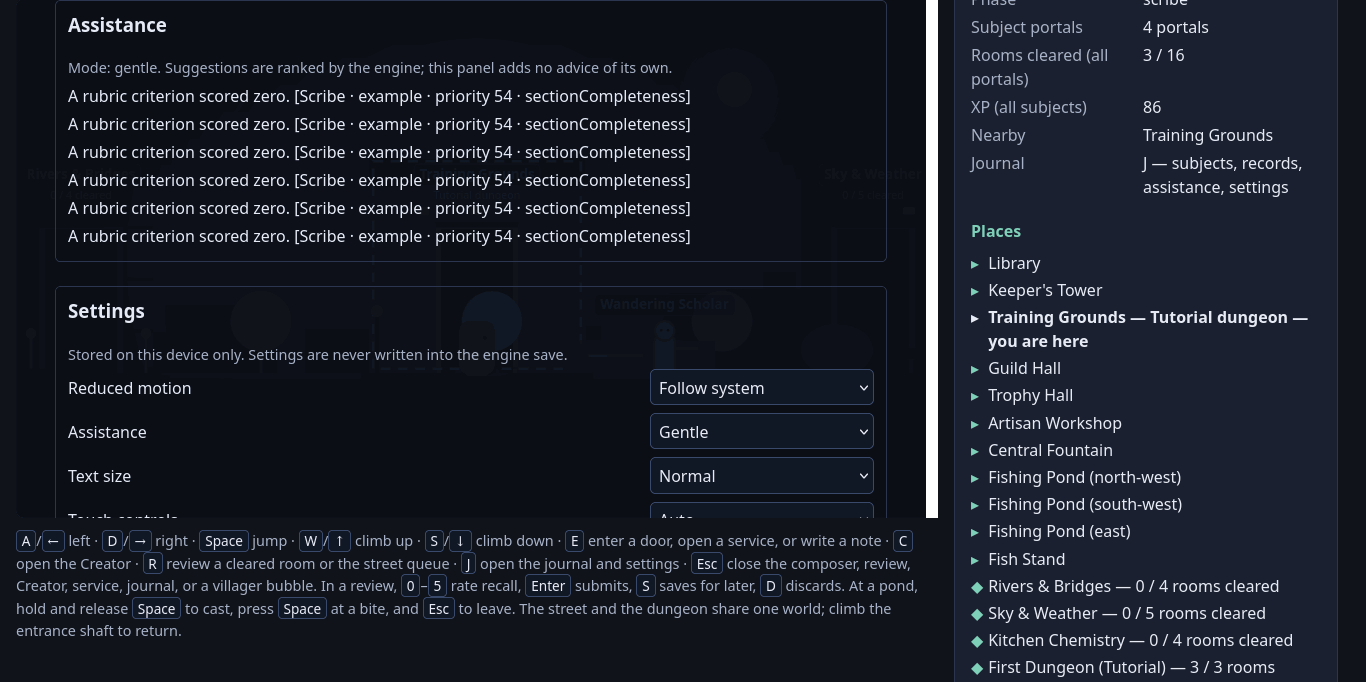 Assistance
Mode: gentle. Suggestions are ranked by the engine; this panel adds no advice of its own.
A rubric criterion scored zero. [Scribe · example · priority 54 · sectionCompleteness]
A rubric criterion scored zero. [Scribe · example · priority 54 · sectionCompleteness]
A rubric criterion scored zero. [Scribe · example · priority 54 · sectionCompleteness]
A rubric criterion scored zero. [Scribe · example · priority 54 · sectionCompleteness]
A rubric criterion scored zero. [Scribe · example · priority 54 · sectionCompleteness]
A rubric criterion scored zero. [Scribe · example · priority 54 · sectionCompleteness]
Training Grounds
Sky & Weather
Settings
Wandering Scholar
Stored on this device only. Settings are never written into the engine save.
Reduced motion Follow system
Assistance Gentle
Text size Normal
Touch controls Auto
A/← left · D/→ right · Space jump · W/↑ climb up · S/↓ climb down · E enter a door, open a service, or write a note · C
open the Creator · R review a cleared room or the street queue · J open the journal and settings · Esc close the composer, review,
Creator, service, journal, or a villager bubble. In a review, 0–5 rate recall, Enter submits, S saves for later, D discards. At a pond,
hold and release Space to cast, press Space at a bite, and Esc to leave. The street and the dungeon share one world; climb the
entrance shaft to return.
Phase scribe
Subject portals 4 portals
Rooms cleared (all 3 / 16
portals)
XP (all subjects) 86
Nearby Training Grounds
Journal J — subjects, records,
assistance, settings
Places
▸ Library
▸ Keeper's Tower
▸ Training Grounds — Tutorial dungeon —
you are here
▸ Guild Hall
▸ Trophy Hall
▸ Artisan Workshop
▸ Central Fountain
▸ Fishing Pond (north-west)
▸ Fishing Pond (south-west)
▸ Fishing Pond (east)
▸ Fish Stand
◆ Rivers & Bridges — 0 / 4 rooms cleared
◆ Sky & Weather — 0 / 5 rooms cleared
◆ Kitchen Chemistry — 0 / 4 rooms cleared
◆ First Dungeon (Tutorial) — 3 / 3 rooms